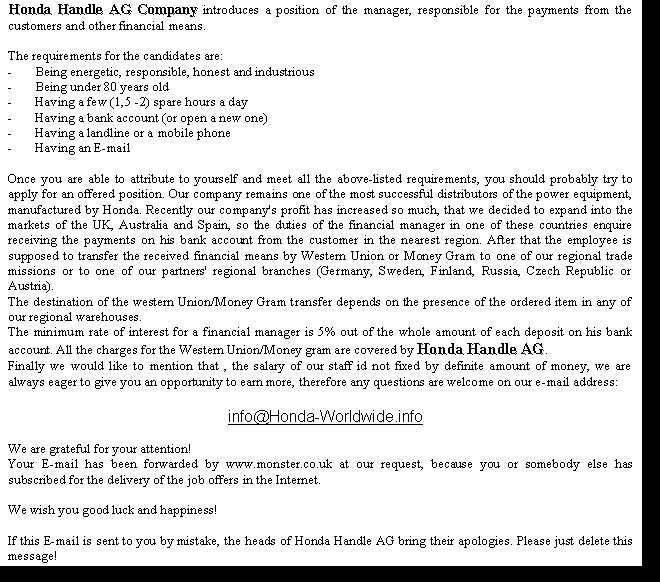 Honda Handle AG Company introduces a position of the manager, responsible for the payments from the
customers and other financial means.
The requirements for the candidates are:
- Being energetic, responsible, honest and industrious
- Being under 80 years old
- Having a few (1,5 -2) spare hours a day
- Having a bank account (or open a new one)
- Having a landline or a mobile phone
- Having an E-mail
Once you are able to attribute to yourself and meet all the above-listed requirements, you should probably try to
apply for an offered position. Our company remains one of the most successful distributors of the power equipment,
manufactured by Honda. Recently our company's profit has increased so much, that we decided to expand into the
markets of the UK, Australia and Spain, so the duties of the financial manager in one of these countries enquire
receiving the payments on his bank account from the customer in the nearest region. After that the employee is
supposed to transfer the received financial means by Western Union or Money Gram to one of our regional trade
missions or to one of our partners' regional branches (Germany, Sweden, Finland, Russia, Czech Republic or
Austria).
The destination of the western Union/Money Gram transfer depends on the presence of the ordered item in any of
our regional warehouses.
The minimum rate of interest for a financial manager is 5% out of the whole amount of each deposit on his bank
account. All the charges for the Western Union/Money gram are covered by Honda Handle AG.
Finally we would like to mention that , the salary of our staff id not fixed by definite amount of money, we are
always eager to give you an opportunity to earn more, therefore any questions are welcome on our e-mail address:
info@Honda-Worldwide.info
We are grateful for your attention!
Your E-mail has been forwarded by www.monster.co.uk at our request, because you or somebody else has
subscribed for the delivery of the job offers in the Internet.
We wish you good luck and happiness!
If this E-mail is sent to you by mistake, the heads of Honda Handle AG bring their apologies. Please just delete this
message!